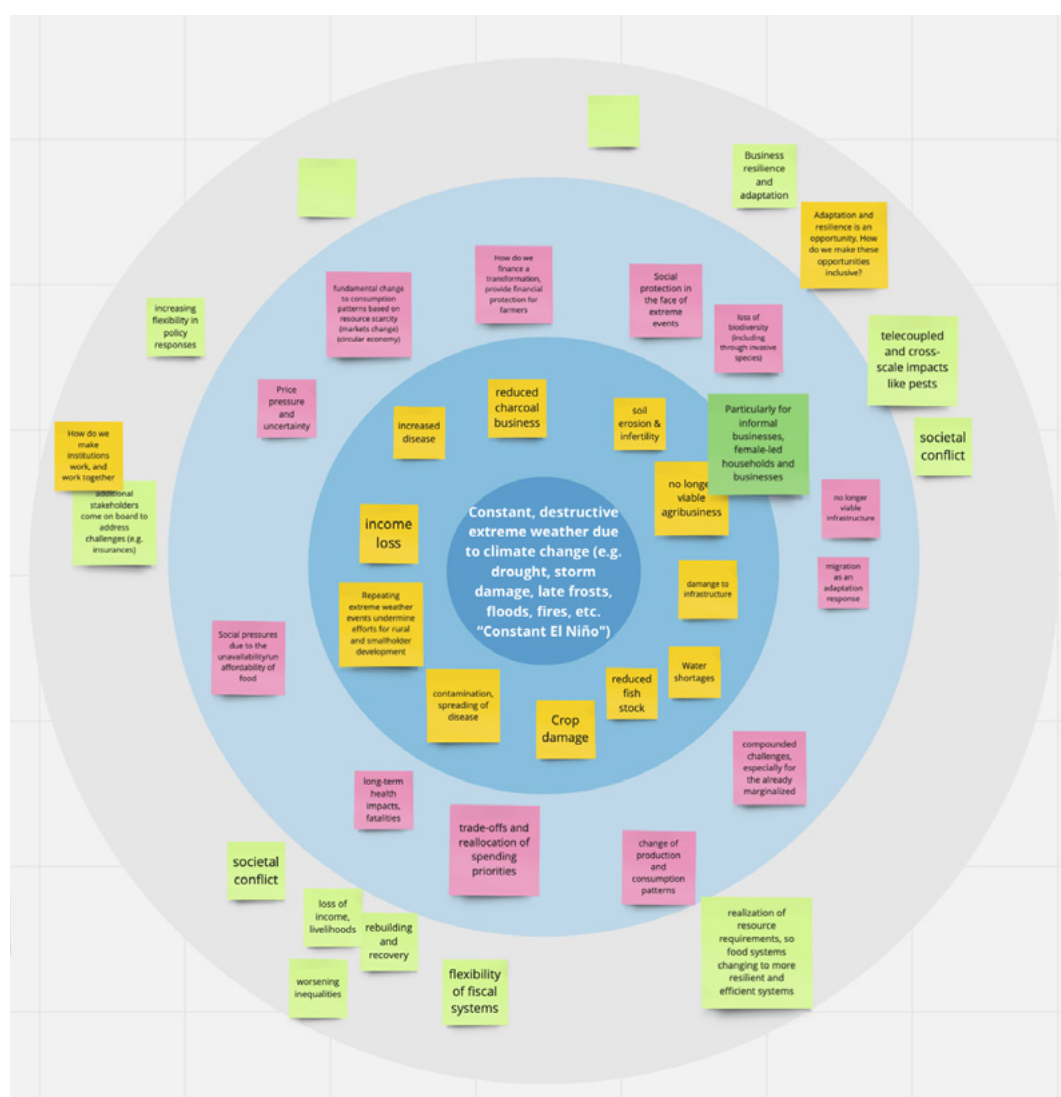 Business
resilience
and
adaptation
Adaptation and
resilience is an
opportunity. How
do we make these
opportunities
inclusive?
How do we
finance a
transformation,
provide financial
protection for
farmers
Social
protection in
the face of
extreme
events
fundamental change
to consumption
patterns based on
resource scarcity
(markets change)
(circular economy)
increasing
flexibility in
policy
responses
loss of
biodiversity
(including
through invasive
species)
telecoupled
and cross-
scale impacts
like pests
Price
pressure
and
uncertainty
increased
disease
reduced
charcoal
business
soil
erosion &
infertility
Particularly for
informal
businesses,
female-led
households and
businesses
societal
conflict
How do we
make
institutions
work, and
work together
additional
stakeholders
come on board to
address
challenges (e.g.
insurances)
no longer
viable
agribusiness
no longer
viable
infrastructure
income
loss
Constant, destructive
extreme weather due
to climate change (e.g.
drought, storm
damage, late frosts,
floods, fires, etc.
“Constant El Niño")
migration
as an
adaptation
response
damange to
infrastructure
Repeating
extreme weather
events undermine
efforts for rural
and smallholder
development
Social pressures
due to the
unavailability/un
affordability of
food
Water
shortages
reduced
fish
stock
contamination,
spreading of
disease
Crop
damage
compounded
challenges,
especially for
the already
marginalized
long-term
health
impacts,
fatalities
trade-offs and
reallocation of
spending
priorities
change of
production
and
consumption
patterns
societal
conflict
loss of
income,
livelihoods
rebuilding
and
recovery
realization of
resource
requirements, so
food systems
changing to more
resilient and
efficient systems
worsening
inequalities
flexibility
of fiscal
systems